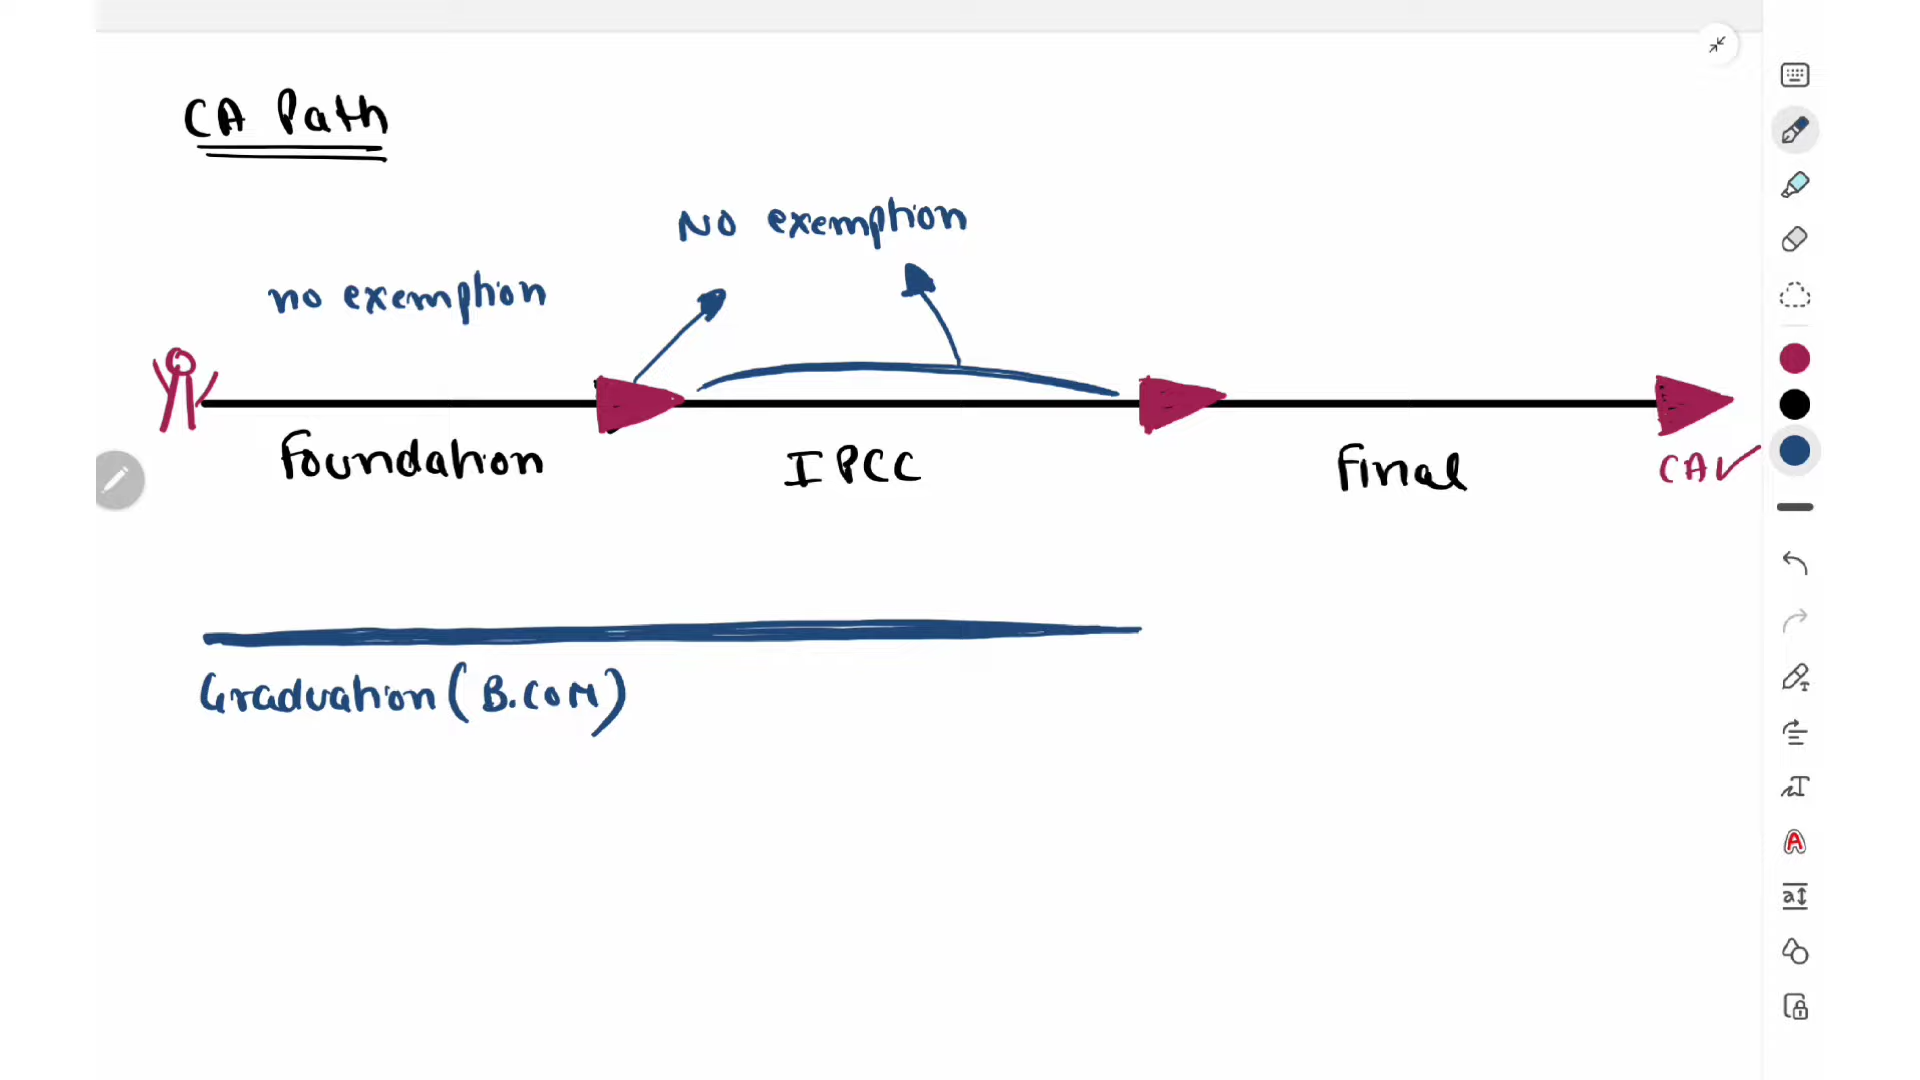 CA Path
No exemption
no exemption
Foundation
IPCC
Final
CA
Graduation (B.COM)